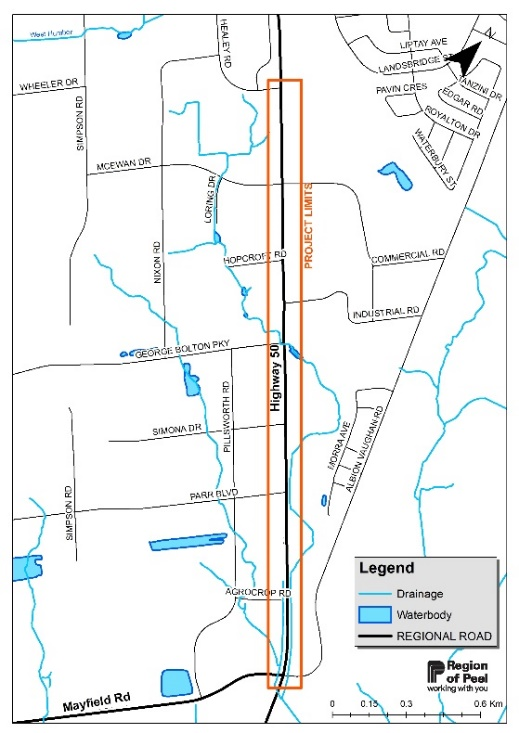 West Humber
HEALEY RD
LIPTAY AVE
N
LANDSBRIDGE ST
WHEELER DR
TANZINI DR
PAVIN CRES
EDGAR RD
SIMPSON RD
ROYALTON DR
WATERBURY ST
MCEWAN DR
LORING DR
PROJECT LIMITS
NIXON RD
HOPCROFT RD
COMMERCIAL RD
INDUSTRIAL RD
GEORGE BOLTON PKY
Highway 50
PILLSWORTH RD
SIMONA DR
MORRA AVE
ALBION VAUGHAN RD
SIMPSON RD
PARR BLVD
AGROCROP RD
Legend
Drainage
Waterbody
REGIONAL ROAD
Mayfield Rd
Region
of Peel
working with you
0 0.15 0.3 0.6 Km